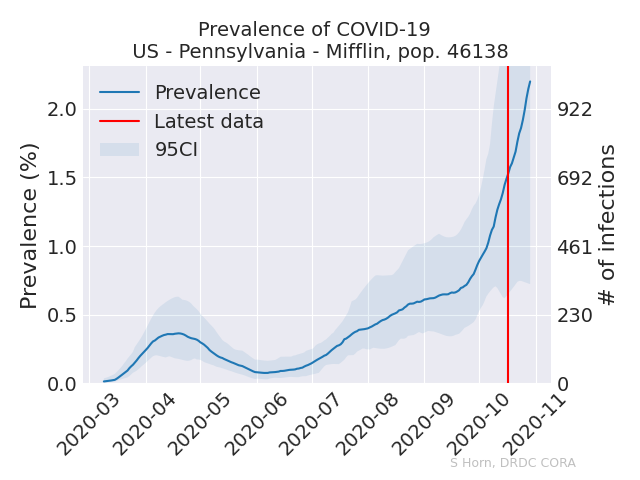 Prevalence of COVID-19
US - Pennsylvania - Mifflin, pop. 46138
Prevalence
Latest data
95CI
Prevalence (%)
2.0
1.5
1.0
0.5
0.0
922
692
461
230
0
# of infections
2020-03
2020-04
2020-05
2020-06
2020-07
2020-08
2020-09
2020-10
2020-11
S Horn, DRDC CORA